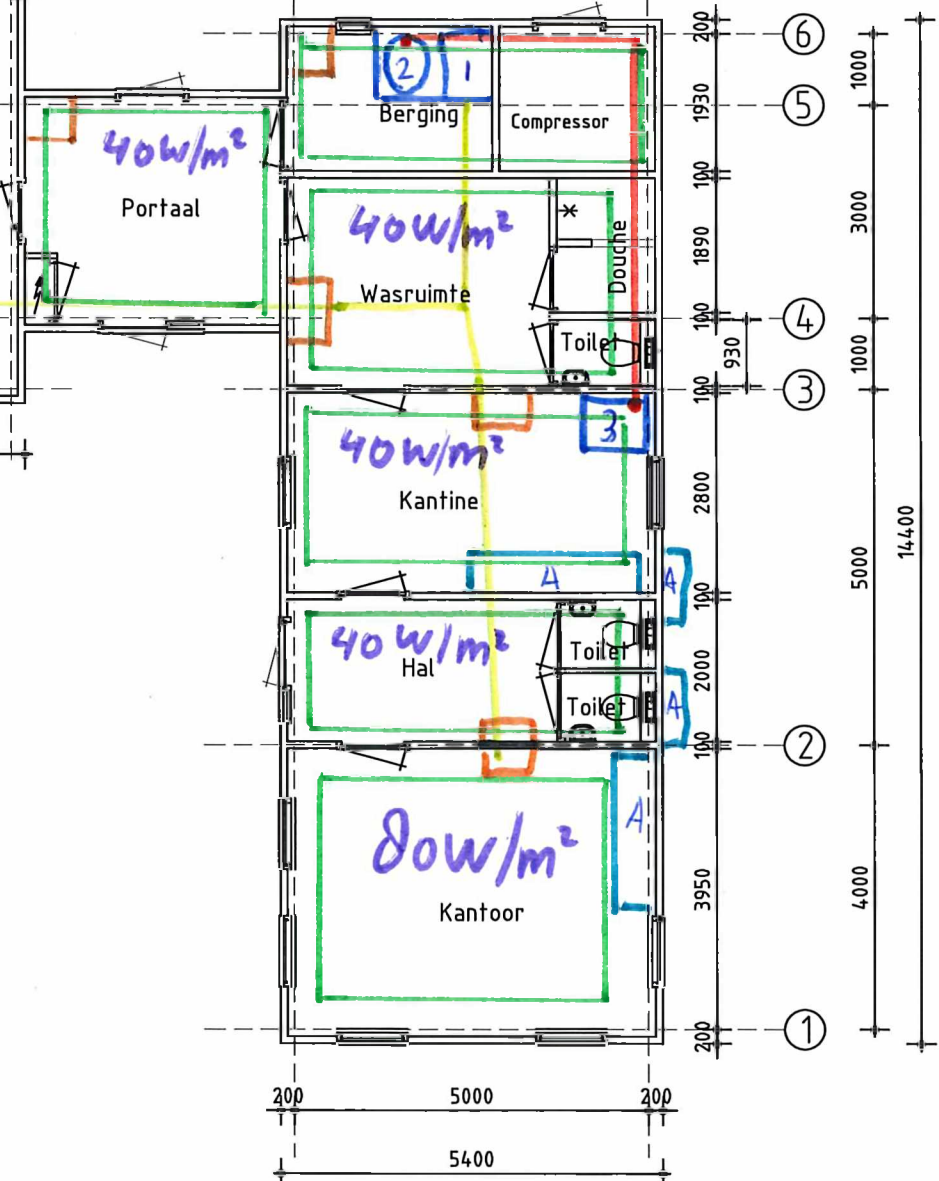 200
6
1000
2
1
5
Berging
Compressor
1930
40W/m²
100
Portaal
40W/m²
3000
1890
Douche
Wasruimte
100
4
Toilet
930
1000
100
3
3
40W/m²
Kantine
2800
14400
5000
4
A
100
40W/m²
Hal
Toilet
2000
Toilet
A
100
2
A
80W/m²
3950
4000
Kantoor
200
1
200
5000
200
5400